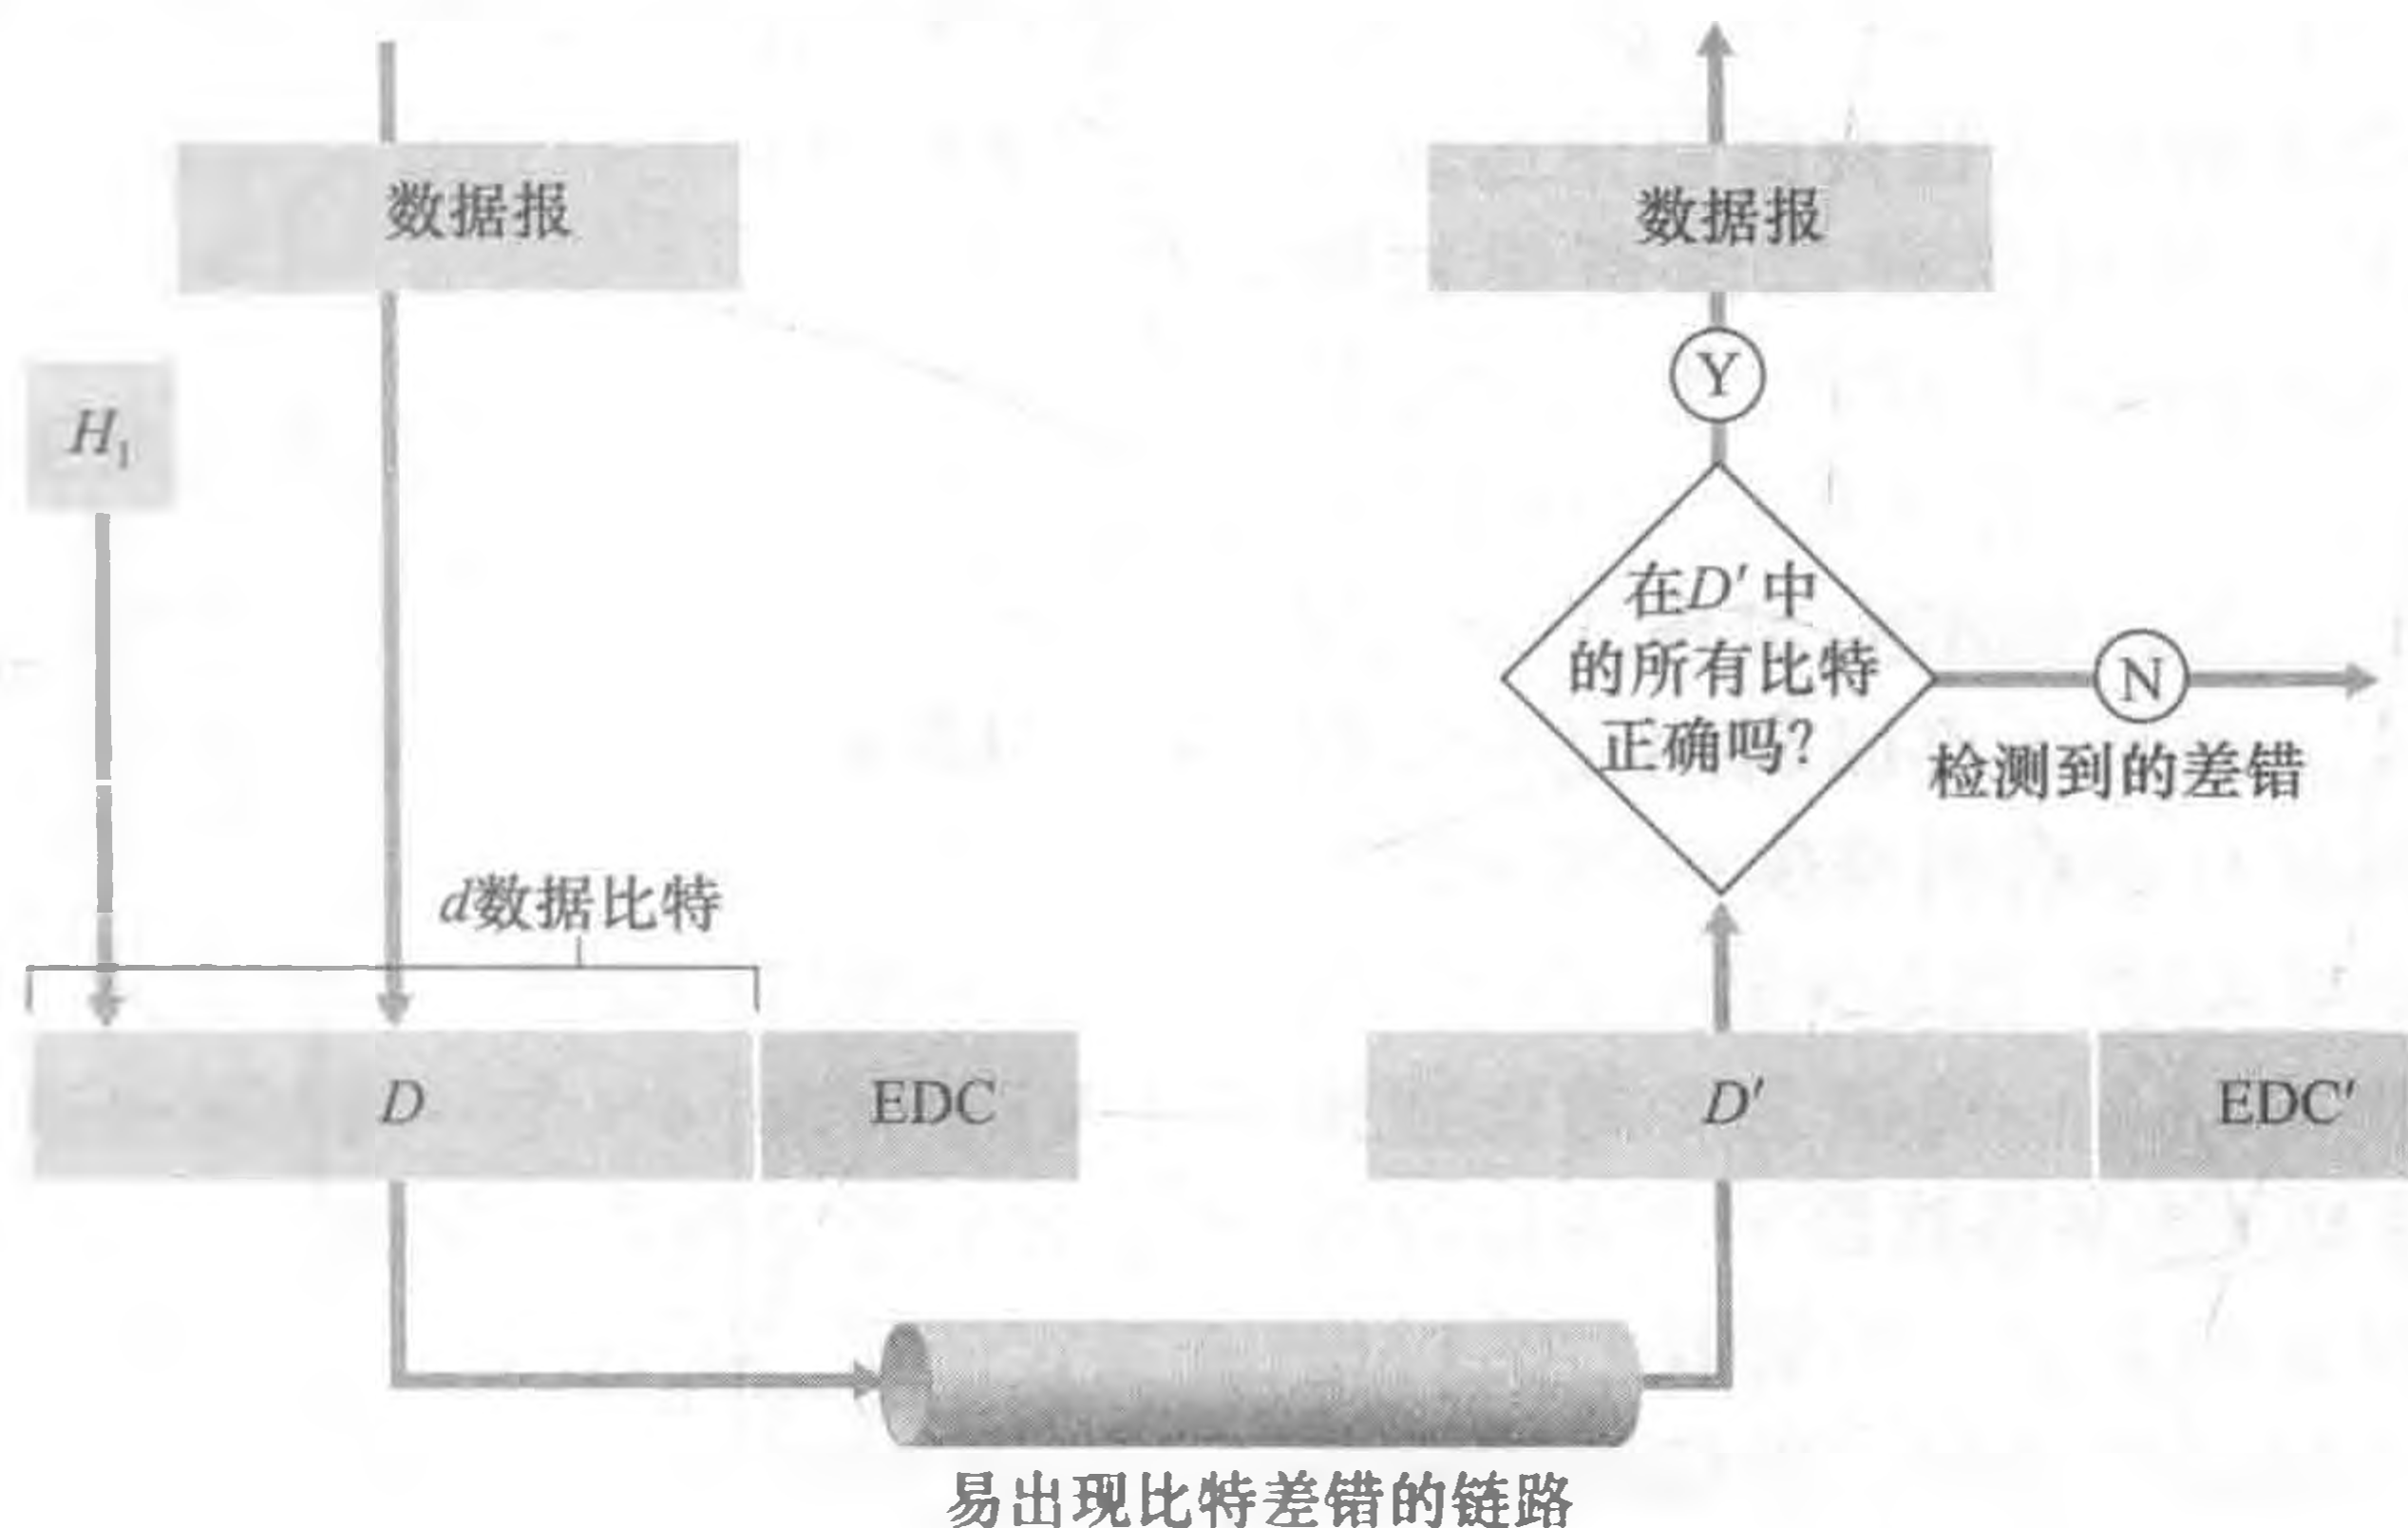 数据报
数据报
H₁
Y
在D′中
的所有比特
正确吗?
N
检测到的差错
d数据比特
D
EDC
D′
EDC′
易出现比特差错的链路